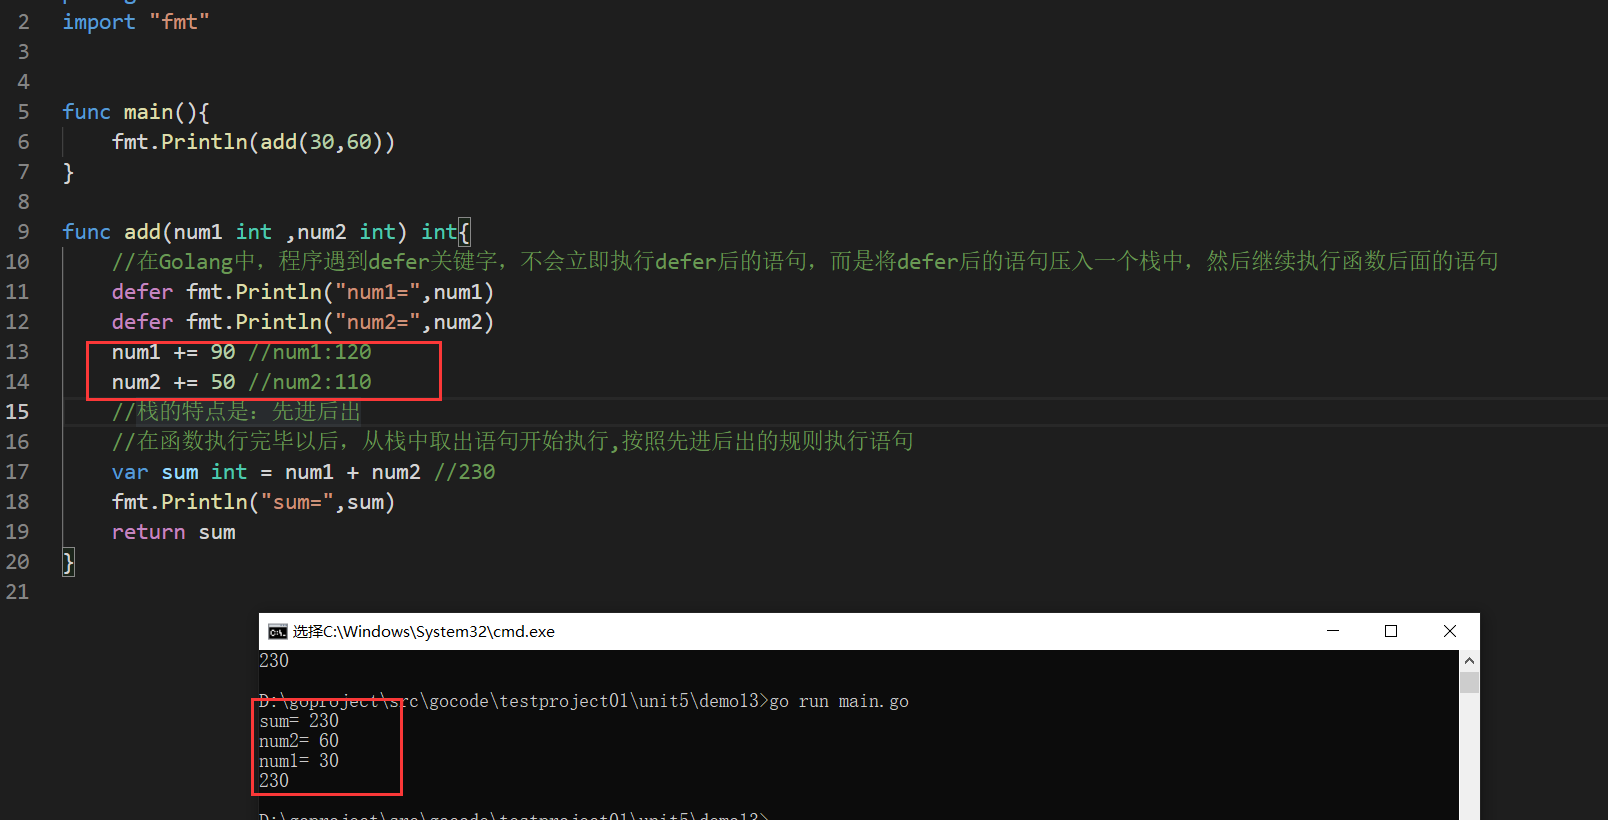 2 import "fmt"
3
4
5 func main(){
6 fmt.Println(add(30,60))
7 }
8
9 func add(num1 int ,num2 int) int{
10 //在Golang中，程序遇到defer关键字，不会立即执行defer后的语句，而是将defer后的语句压入一个栈中，然后继续执行函数后面的语句
11 defer fmt.Println("num1=",num1)
12 defer fmt.Println("num2=",num2)
13 num1 += 90 //num1:120
14 num2 += 50 //num2:110
15 //栈的特点是：先进后出
16 //在函数执行完毕以后，从栈中取出语句开始执行,按照先进后出的规则执行语句
17 var sum int = num1 + num2 //230
18 fmt.Println("sum=",sum)
19 return sum
20 }
21
选择C:\Windows\System32\cmd.exe
230
D:\goproject\src\gocode\testproject01\unit5\demo13>go run main.go
sum= 230
num2= 60
num1= 30
230
D:\goproject\src\gocode\testproject01\unit5\demo13>